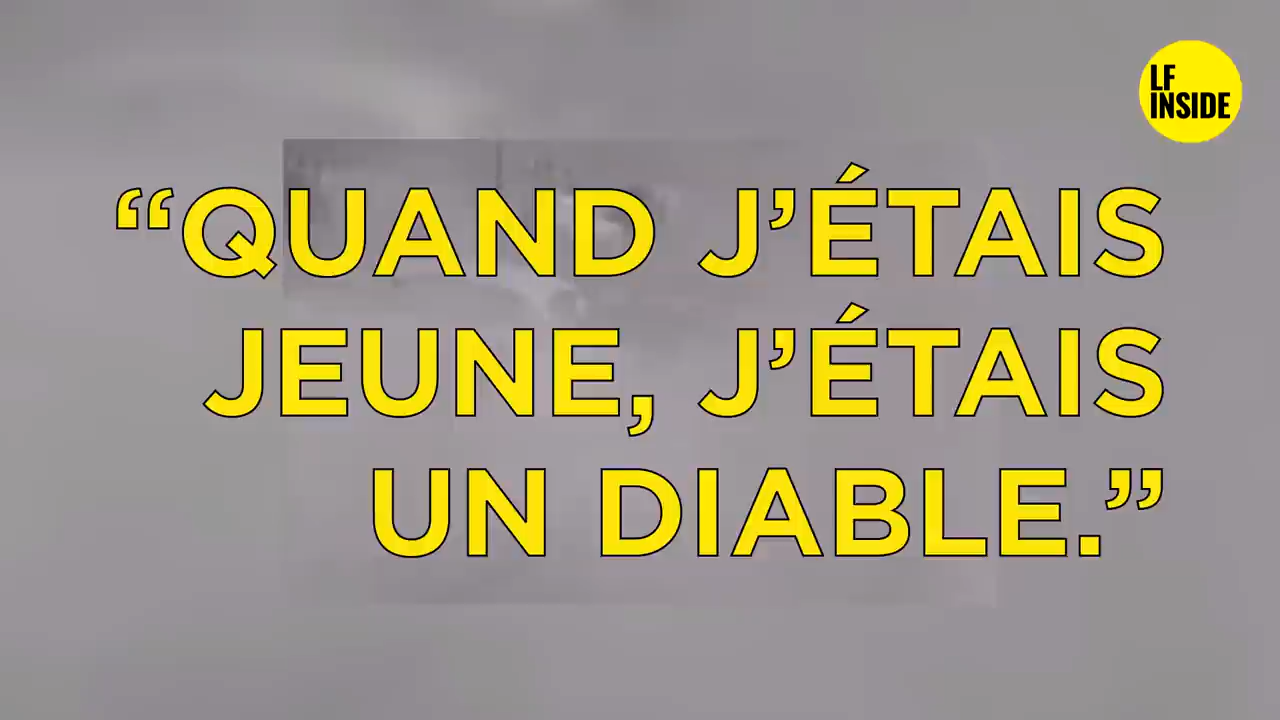 LF
INSIDE
“QUAND J’ÉTAIS
JEUNE, J’ÉTAIS
UN DIABLE.”